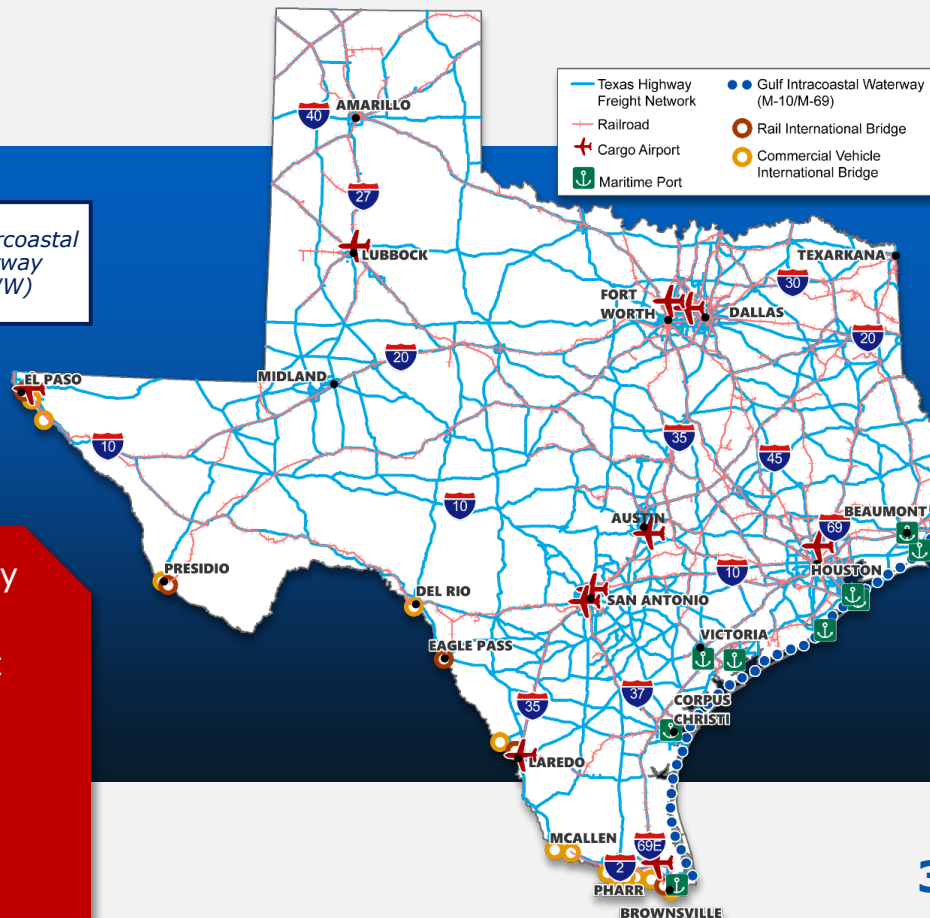 Texas Highway
Freight Network
Railroad
Cargo Airport
Maritime Port
Gulf Intracoastal Waterway
(M-10/M-69)
Rail International Bridge
Commercial Vehicle
International Bridge
rcoastal
way
W)
AMARILLO
40
27
LUBBOCK
TEXARKANA
30
FORT
WORTH
DALLAS
20
20
MIDLAND
EL PASO
10
35
45
10
AUSTIN
69
BEAUMONT
HOUSTON
10
PRESIDIO
DEL RIO
SAN ANTONIO
EAGLE PASS
VICTORIA
37
35
CORPUS
CHRISTI
LAREDO
MCALLEN
69E
2
PHARR
BROWNSVILLE
y
3